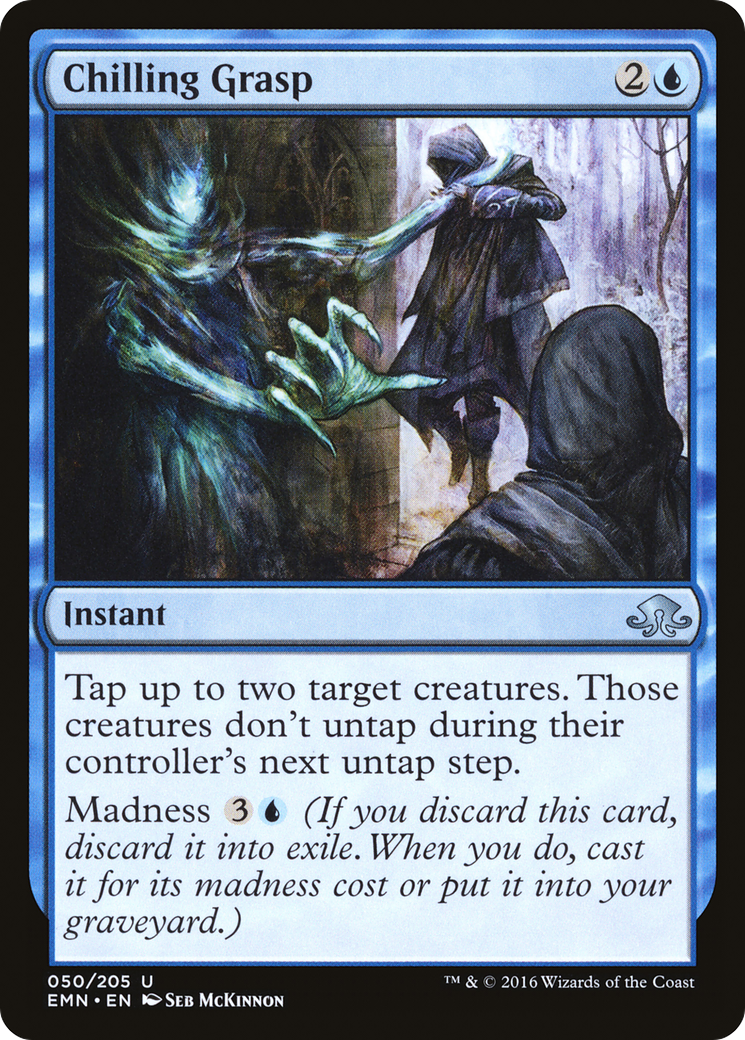 Chilling Grasp 2
Instant
Tap up to two target creatures. Those
creatures don't untap during their
controller's next untap step.
Madness 3 (If you discard this card,
discard it into exile. When you do, cast
it for its madness cost or put it into your
graveyard.)
050/205 U
EMN • EN Seb McKinnon
™ & © 2016 Wizards of the Coast